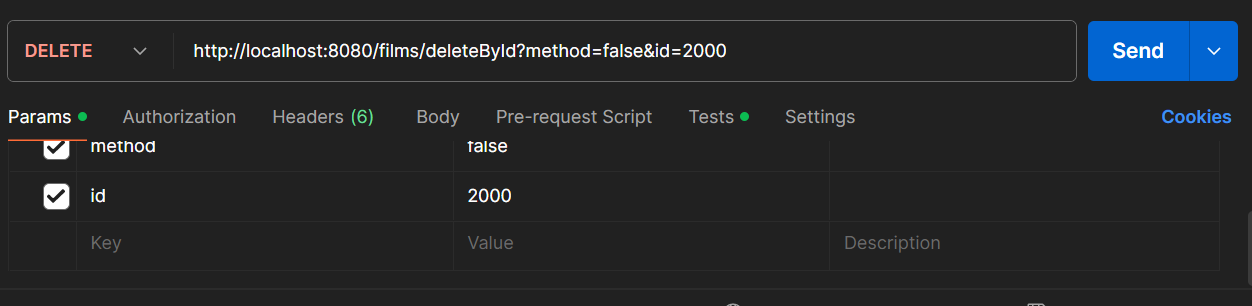 DELETE http://localhost:8080/films/deleteById?method=false&id=2000 Send
Params Authorization Headers (6) Body Pre-request Script Tests Settings Cookies
method false
id 2000
Key Value Description